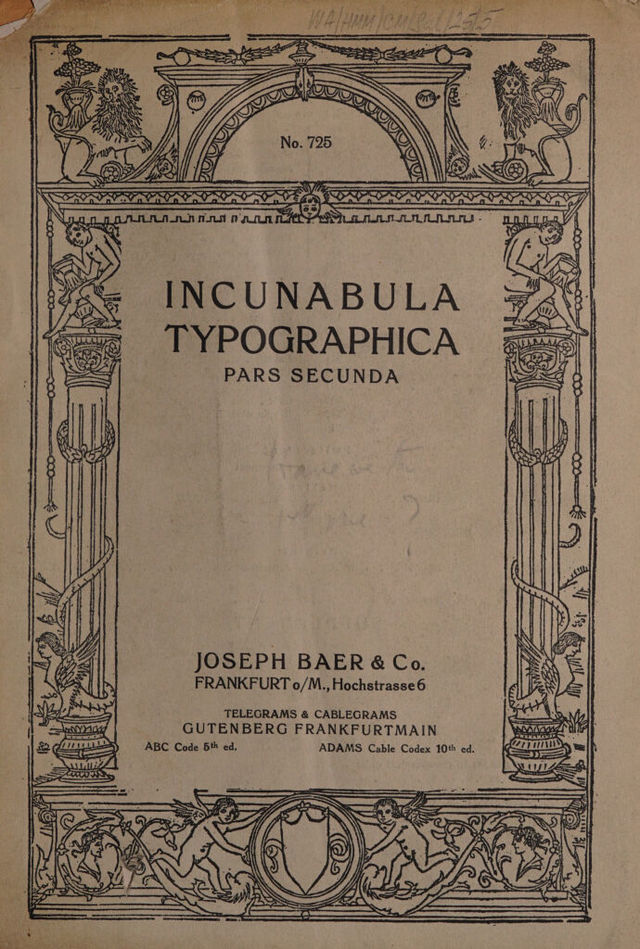 No. 725
INCUNABULA
TYPOGRAPHICA
PARS SECUNDA
JOSEPH BAER & Co.
FRANKFURT o/M., Hochstrasse 6
TELEGRAMS & CABLEGRAMS
GUTENBERG FRANKFURTMAIN
ABC Code 5th ed. ADAMS Cable Codex 10th ed.